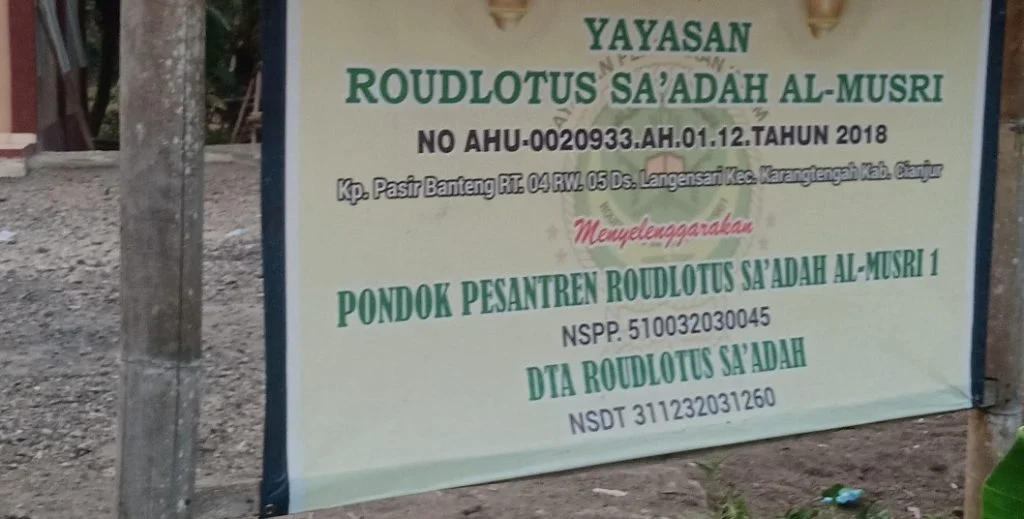 YAYASAN
ROUDLOTUS SA'ADAH AL-MUSRI
NO AHU-0020933.AH.01.12.TAHUN 2018
Kp. Pasir Banteng RT. 04 RW. 05 Ds. Langensari Kec. Karangtengah Kab. Cianjur
Menyelenggarakan
PONDOK PESANTREN ROUDLOTUS SA'ADAH AL-MUSRI 1
NSPP. 510032030045
DTA ROUDLOTUS SA'ADAH
NSDT 311232031260